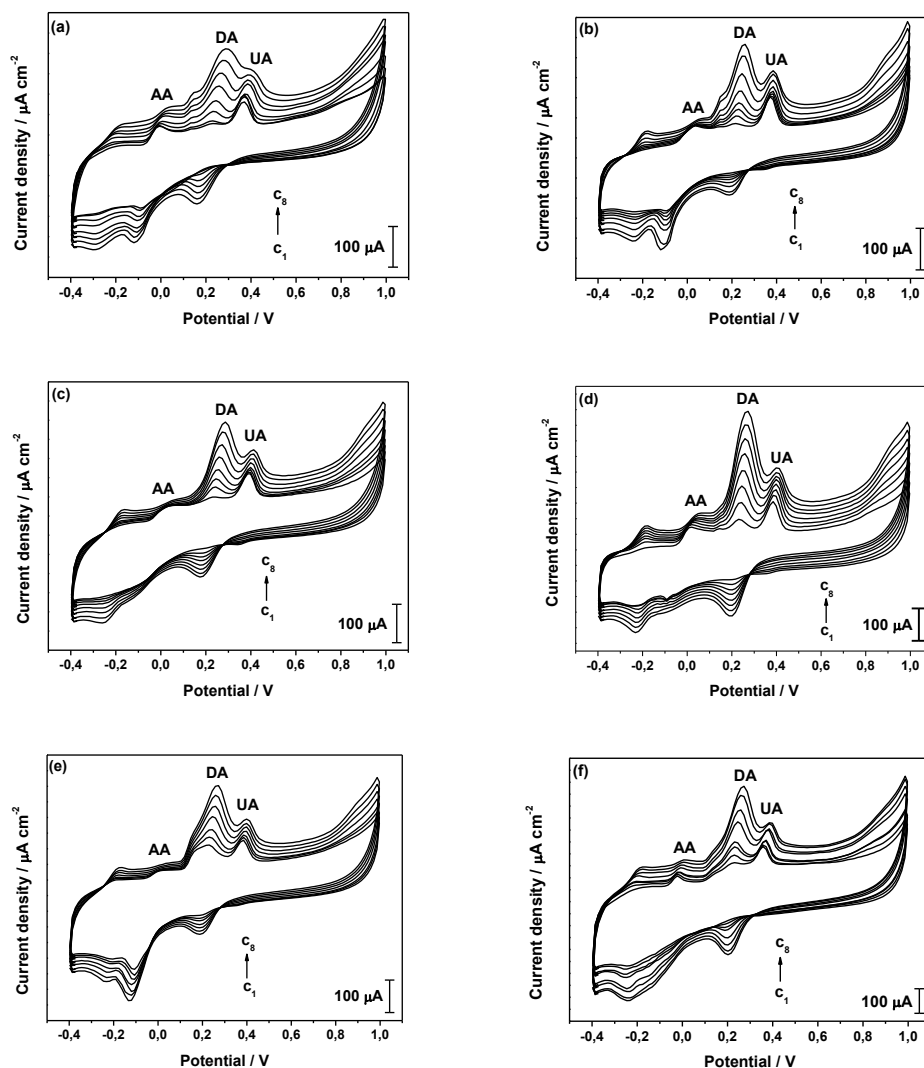 (a)
DA
UA
AA
c8
c1
100 µA
Current density / µA cm-2
-0,4 -0,2 0,0 0,2 0,4 0,6 0,8 1,0
Potential / V
(b)
DA
UA
AA
c8
c1
100 µA
Current density / µA cm-2
-0,4 -0,2 0,0 0,2 0,4 0,6 0,8 1,0
Potential / V
(c)
DA
UA
AA
c8
c1
100 µA
Current density / µA cm-2
-0,4 -0,2 0,0 0,2 0,4 0,6 0,8 1,0
Potential / V
(d)
DA
UA
AA
c8
c1
100 µA
Current density / µA cm-2
-0,4 -0,2 0,0 0,2 0,4 0,6 0,8 1,0
Potential / V
(e)
DA
UA
AA
c8
c1
100 µA
Current density / µA cm-2
-0,4 -0,2 0,0 0,2 0,4 0,6 0,8 1,0
Potential / V
(f)
DA
UA
AA
c8
c1
100 µA
Current density / µA cm-2
-0,4 -0,2 0,0 0,2 0,4 0,6 0,8 1,0
Potential / V